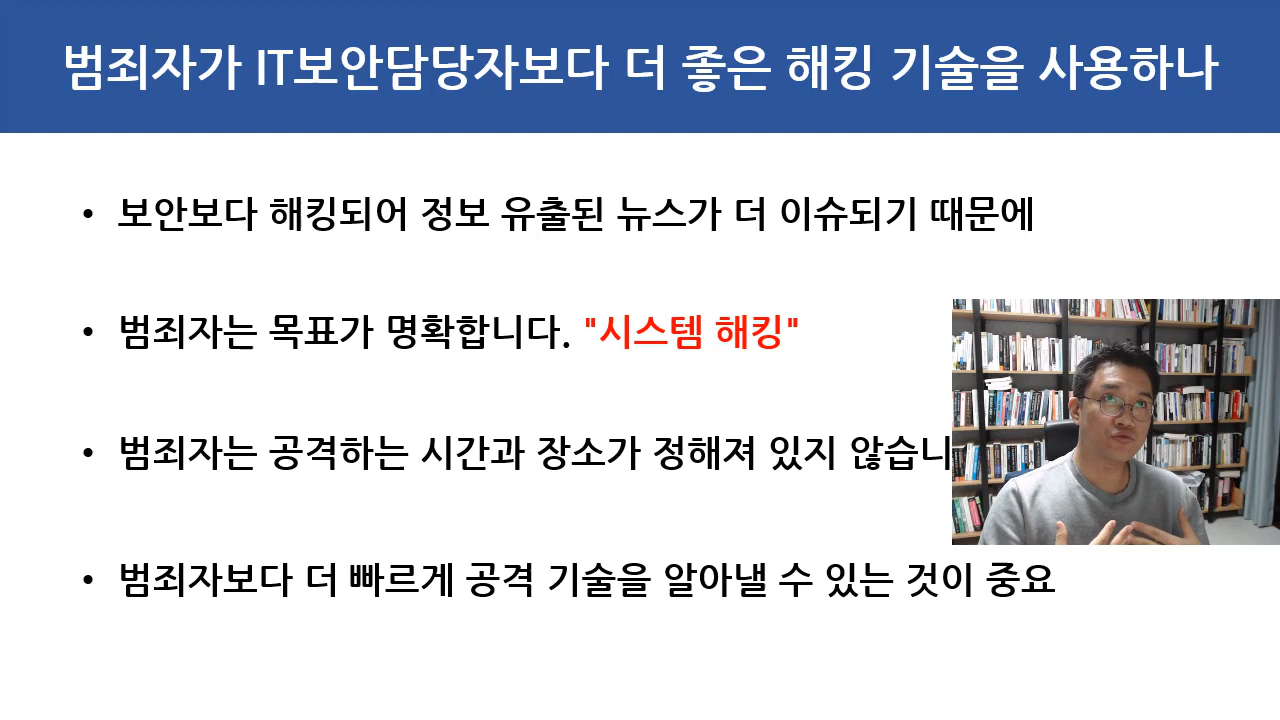 범죄자가 IT보안담당자보다 더 좋은 해킹 기술을 사용하나
• 보안보다 해킹되어 정보 유출된 뉴스가 더 이슈되기 때문에
• 범죄자는 목표가 명확합니다. "시스템 해킹"
• 범죄자는 공격하는 시간과 장소가 정해져 있지 않습니
• 범죄자보다 더 빠르게 공격 기술을 알아낼 수 있는 것이 중요